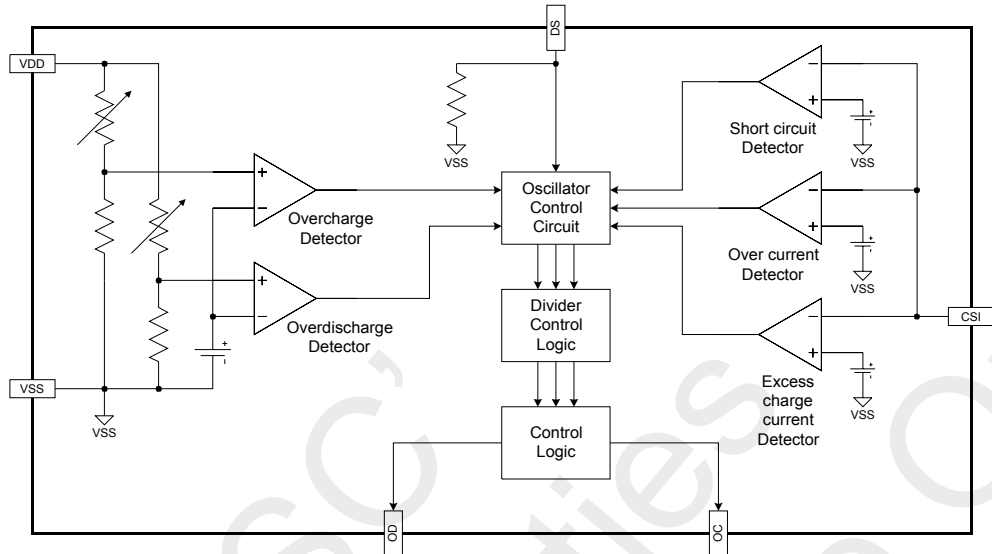 DS
VDD
VSS
Short circuit
Detector
VSS
Overcharge
Detector
Oscillator
Control
Circuit
Over current
Detector
VSS
Overdischarge
Detector
Divider
Control
Logic
CSI
VSS
VSS
Excess
charge
current
Detector
VSS
Control
Logic
OD
OC